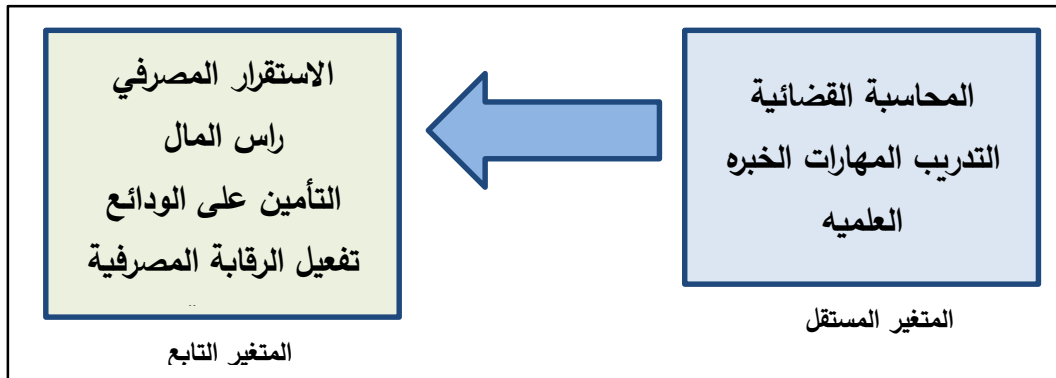 المحاسبة القضائية
التدريب المهارات الخبره
العلميه
المتغير المستقل
الاستقرار المصرفي
راس المال
التأمين على الودائع
تفعيل الرقابة المصرفية
المتغير التابع